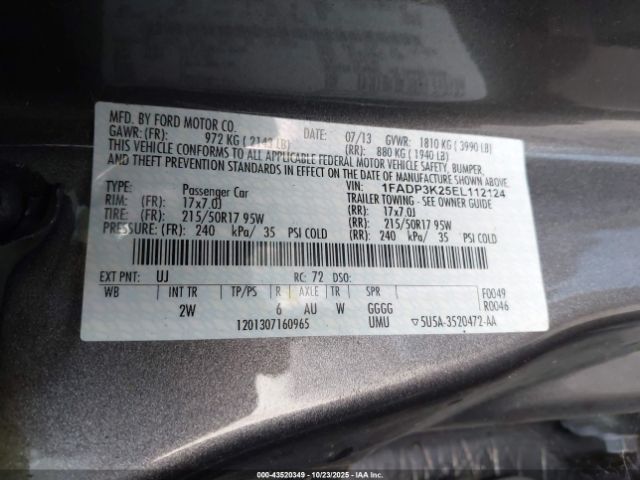 MFD. BY FORD MOTOR CO.
DATE: 07/13 GVWR: 1810 KG ( 3990 LB)
GAWR: (FR): 972 KG ( 2143 LB) (RR): 880 KG ( 1940 LB)
THIS VEHICLE CONFORMS TO ALL APPLICABLE FEDERAL MOTOR VEHICLE SAFETY, BUMPER,
AND THEFT PREVENTION STANDARDS IN EFFECT ON THE DATE OF MANUFACTURE SHOWN ABOVE.
VIN: 1FADP3K25EL112124
Passenger Car TRAILER TOWING - SEE OWNER GUIDE
RIM: (FR): 17x7.0J (RR): 17x7.0J
TIRE: (FR): 215/50R17 95W (RR): 215/50R17 95W
PRESSURE: (FR): 240 kPa/ 35 PSI COLD (RR): 240 kPa/ 35 PSI COLD
EXT PNT: UJ RC: 72 DSO:
WB INT TR TP/PS R AXLE TR SPR F0049
2W 6 AU W GGGG R0046
1201307160965 UMU ▽5U5A-3520472-AA
000-43520349 10/23/2025 IAAI.com